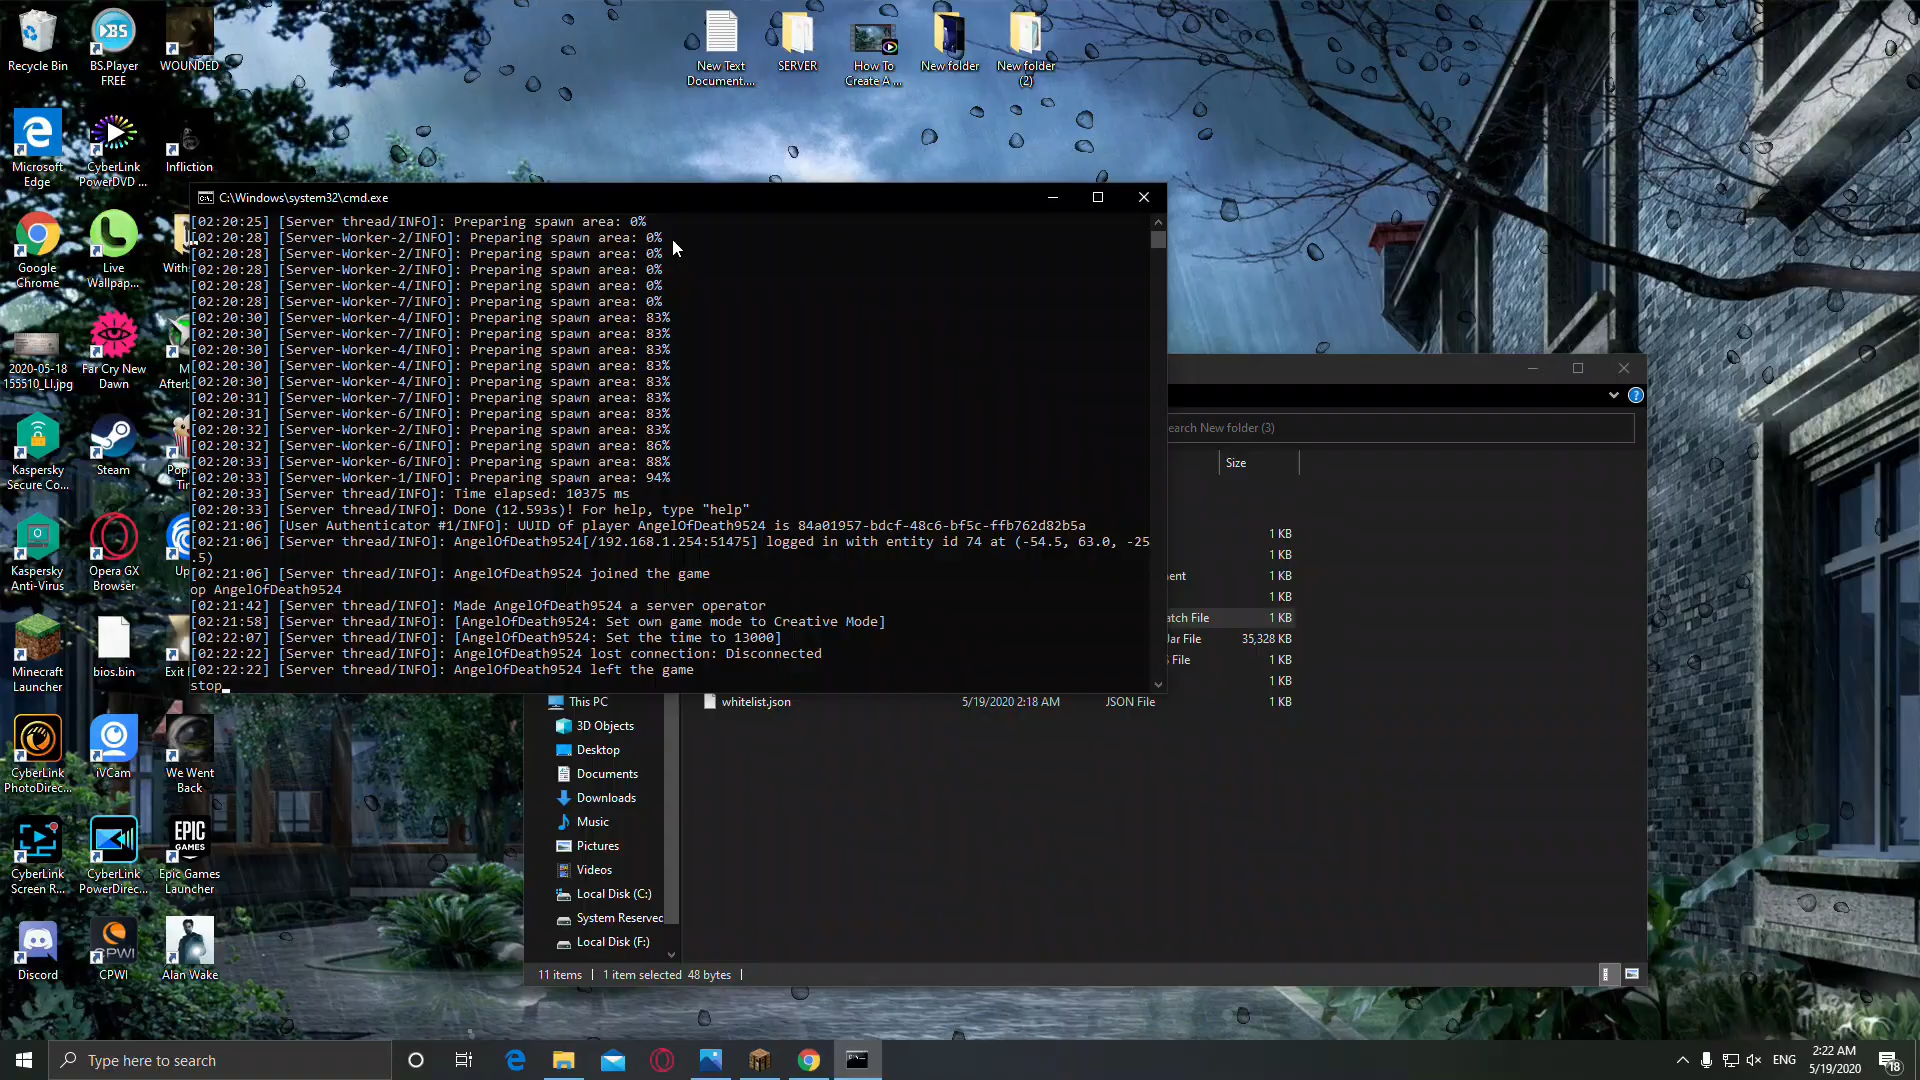 Recycle Bin
BS.Player
FREE
WOUNDED
New Text
Document....
SERVER
How To
Create A ...
New folder
New folder
(2)
Microsoft
Edge
CyberLink
PowerDVD ...
Infliction
Google
Chrome
Live
Wallpap...
With
2020-05-18
155510_LI.jpg
Far Cry New
Dawn
M
Afterb
Kaspersky
Secure Co...
Steam
Pop
Tir
Kaspersky
Anti-Virus
Opera GX
Browser
Up
Minecraft
Launcher
bios.bin
Exit
CyberLink
PhotoDirec...
iVCam
We Went
Back
CyberLink
Screen R...
CyberLink
PowerDirec...
EPIC
GAMES
Epic Games
Launcher
Discord
CPWI
CPWI
Alan Wake
C:\Windows\system32\cmd.exe
[02:20:25] [Server thread/INFO]: Preparing spawn area: 0%
[02:20:28] [Server-Worker-2/INFO]: Preparing spawn area: 0%
[02:20:28] [Server-Worker-2/INFO]: Preparing spawn area: 0%
[02:20:28] [Server-Worker-2/INFO]: Preparing spawn area: 0%
[02:20:28] [Server-Worker-4/INFO]: Preparing spawn area: 0%
[02:20:28] [Server-Worker-7/INFO]: Preparing spawn area: 0%
[02:20:30] [Server-Worker-4/INFO]: Preparing spawn area: 83%
[02:20:30] [Server-Worker-7/INFO]: Preparing spawn area: 83%
[02:20:30] [Server-Worker-4/INFO]: Preparing spawn area: 83%
[02:20:30] [Server-Worker-4/INFO]: Preparing spawn area: 83%
[02:20:30] [Server-Worker-4/INFO]: Preparing spawn area: 83%
[02:20:31] [Server-Worker-7/INFO]: Preparing spawn area: 83%
[02:20:31] [Server-Worker-6/INFO]: Preparing spawn area: 83%
[02:20:32] [Server-Worker-2/INFO]: Preparing spawn area: 83%
[02:20:32] [Server-Worker-6/INFO]: Preparing spawn area: 86%
[02:20:33] [Server-Worker-6/INFO]: Preparing spawn area: 88%
[02:20:33] [Server-Worker-1/INFO]: Preparing spawn area: 94%
[02:20:33] [Server thread/INFO]: Time elapsed: 10375 ms
[02:20:33] [Server thread/INFO]: Done (12.593s)! For help, type "help"
[02:21:06] [User Authenticator #1/INFO]: UUID of player AngelOfDeath9524 is 84a01957-bdcf-48c6-bf5c-ffb762d82b5a
[02:21:06] [Server thread/INFO]: AngelOfDeath9524[/192.168.1.254:51475] logged in with entity id 74 at (-54.5, 63.0, -25
.5)
[02:21:06] [Server thread/INFO]: AngelOfDeath9524 joined the game
op AngelOfDeath9524
[02:21:42] [Server thread/INFO]: Made AngelOfDeath9524 a server operator
[02:21:58] [Server thread/INFO]: [AngelOfDeath9524: Set own game mode to Creative Mode]
[02:22:07] [Server thread/INFO]: [AngelOfDeath9524: Set the time to 13000]
[02:22:22] [Server thread/INFO]: AngelOfDeath9524 lost connection: Disconnected
[02:22:22] [Server thread/INFO]: AngelOfDeath9524 left the game
stop
earch New folder (3)
Size
1 KB
1 KB
ent 1 KB
1 KB
atch File 1 KB
Jar File 35,328 KB
File 1 KB
1 KB
whitelist.json 5/19/2020 2:18 AM JSON File 1 KB
This PC
3D Objects
Desktop
Documents
Downloads
Music
Pictures
Videos
Local Disk (C:)
System Reserved
Local Disk (F:)
11 items 1 item selected 48 bytes
Type here to search
ENG
2:22 AM
5/19/2020
18